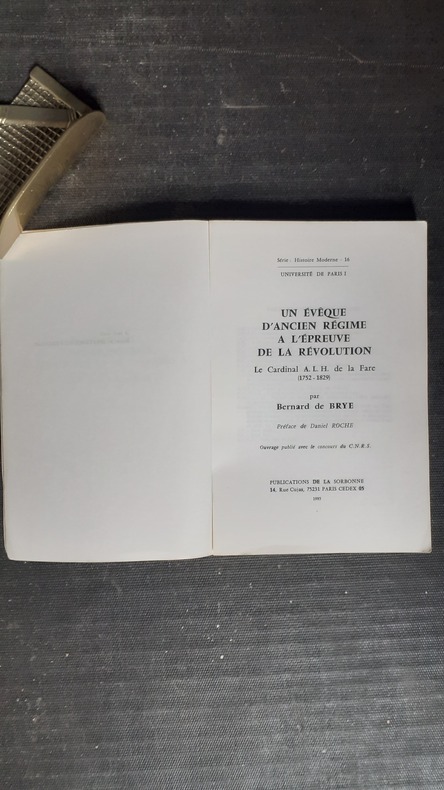 Série : Histoire Moderne - 16
UNIVERSITÉ DE PARIS I
UN ÉVÊQUE
D'ANCIEN RÉGIME
A L'ÉPREUVE
DE LA RÉVOLUTION
Le Cardinal A. L. H. de la Fare
(1752 - 1829)
par
Bernard de BRYE
Préface de Daniel ROCHE
Ouvrage publié avec le concours du C.N.R.S.
PUBLICATIONS DE LA SORBONNE
14, Rue Cujas, 75231 PARIS CEDEX 05